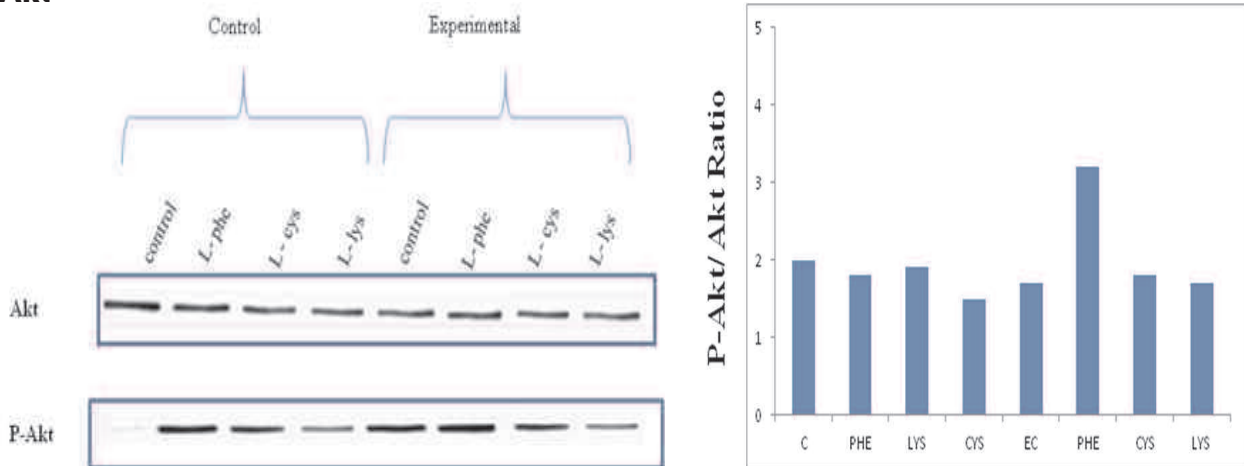 Akt
Control Experimental
control L-phe L-cys L-lys control L-phe L-cys L-lys
Akt
P-Akt
P-Akt/ Akt Ratio
5
4
3
2
1
0
C PHE LYS CYS EC PHE CYS LYS